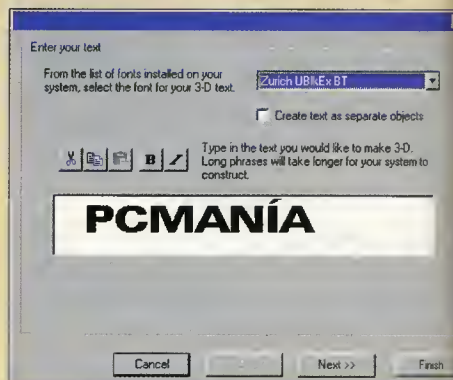 Enter your text
From the list of fonts installed on your
system, select the font for your 3-D text.
Zurich UBlkEx BT
Create text as separate objects
B I
Type in the text you would like to make 3-D.
Long phrases will take longer for your system to
construct.
PCMANÍA
Cancel
Next >>
Finish